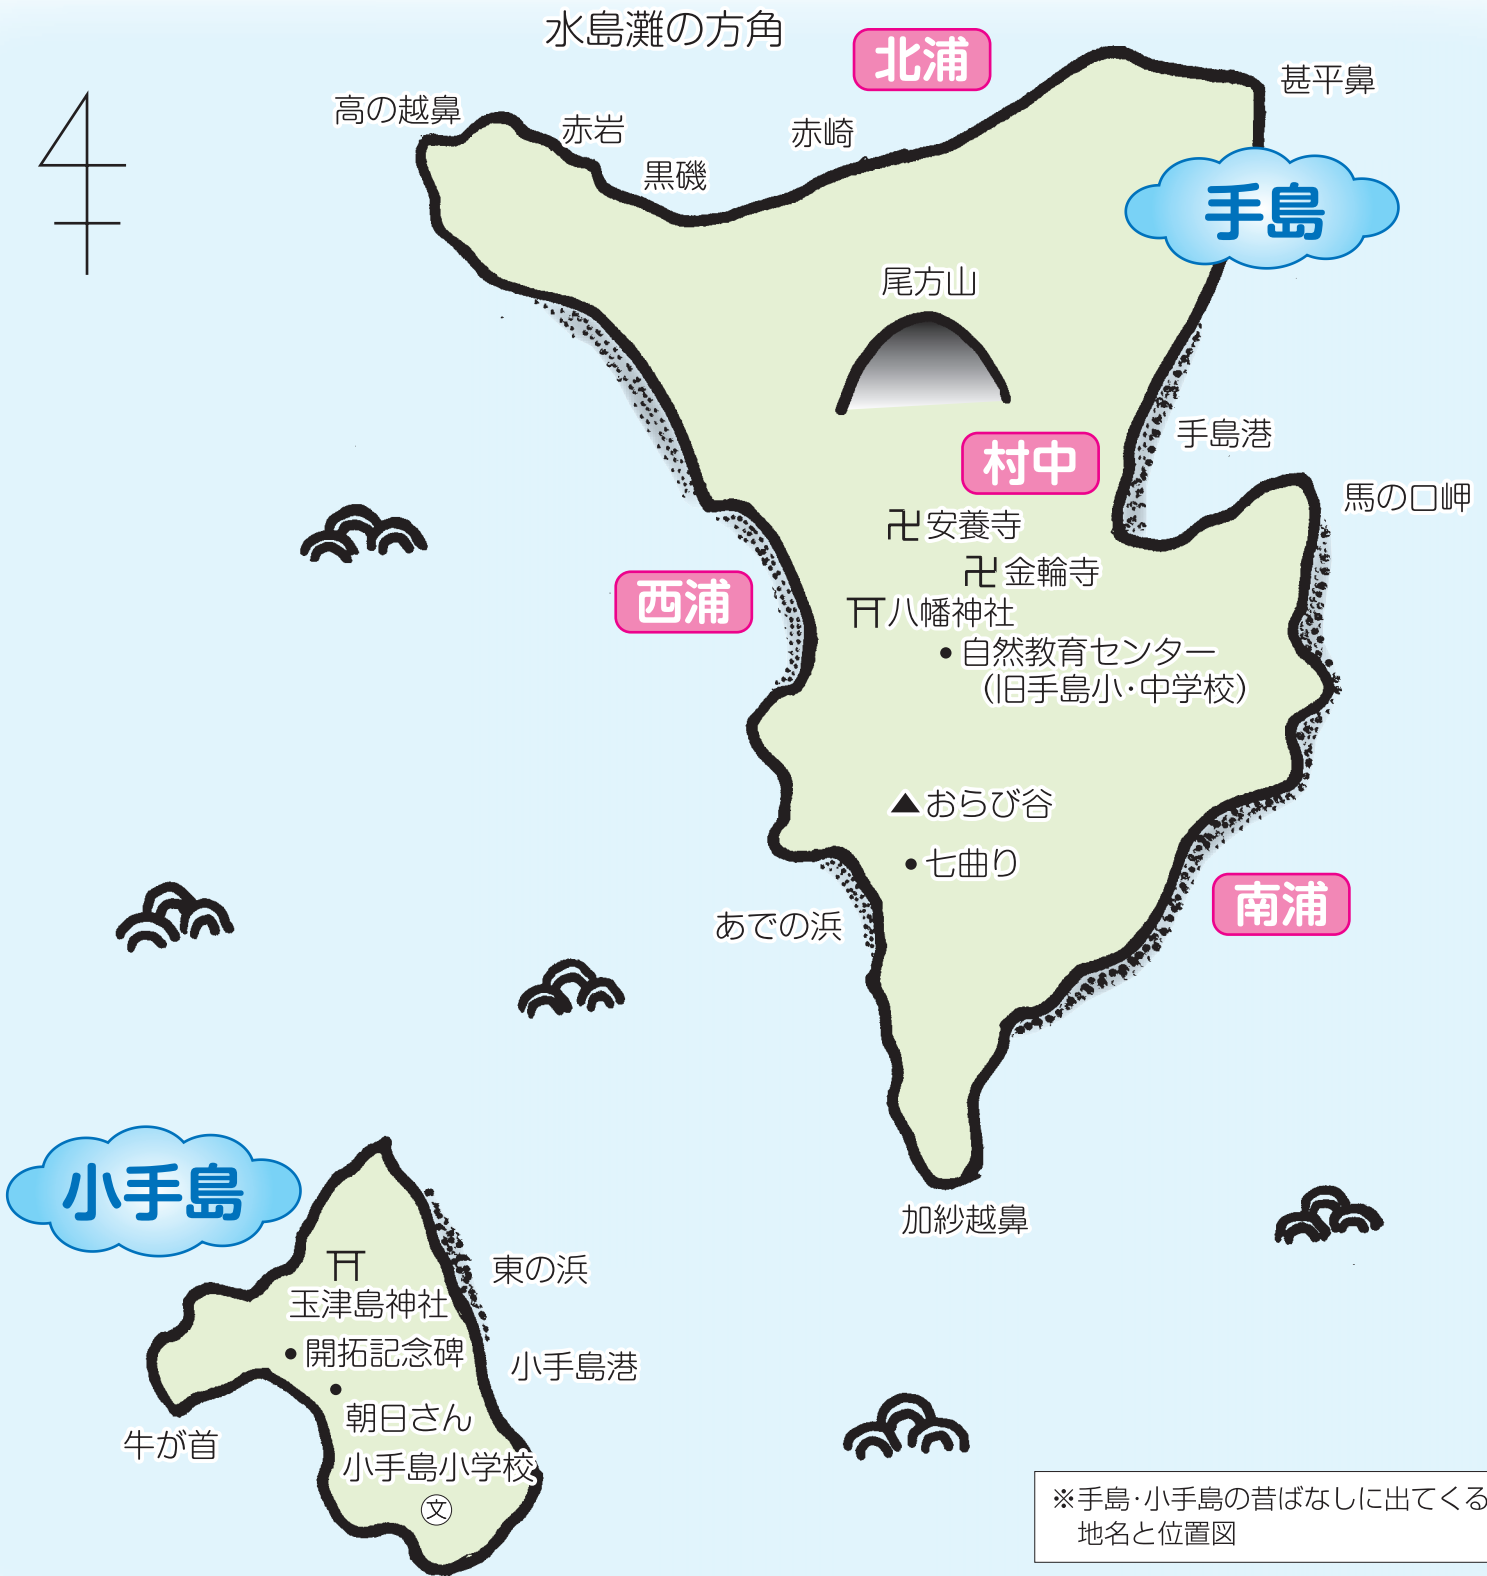 水島灘の方角
北浦
甚平鼻
高の越鼻
赤岩
赤崎
黒磯
手島
尾方山
手島港
村中
馬の口岬
卍安養寺
卍金輪寺
西浦
八幡神社
•自然教育センター
(旧手島小・中学校)
▲おらび谷
•七曲り
南浦
あでの浜
小手島
加紗越鼻
東の浜
玉津島神社
•開拓記念碑
小手島港
朝日さん
牛が首
小手島小学校
文
※手島・小手島の昔ばなしに出てくる
地名と位置図